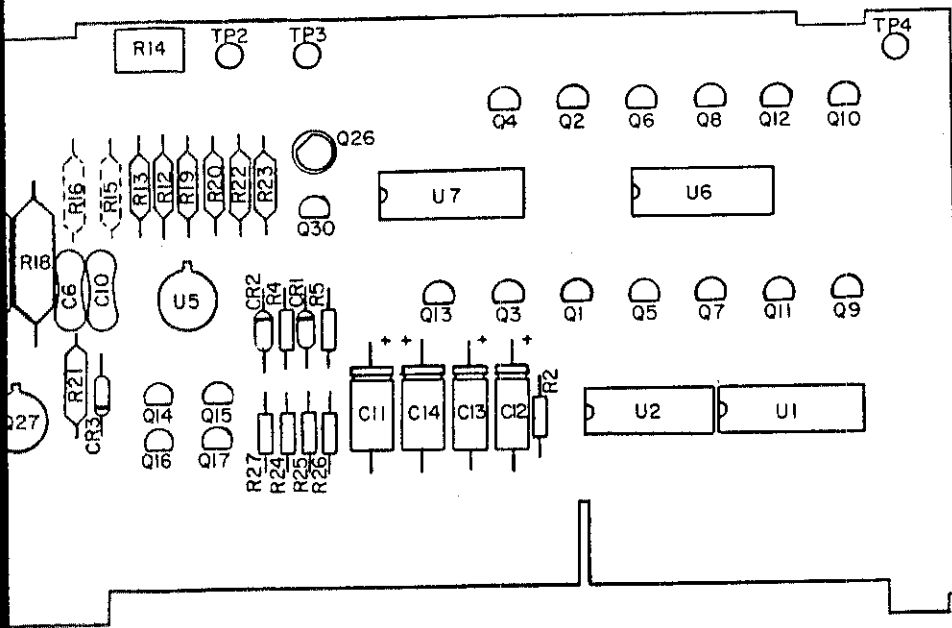 R14 TP2 TP3 TP4
Q4 Q2 Q6 Q8 Q12 Q10
Q26
R16 R15 R13 R12 R19 R20 R22 R23
U7 U6
Q30
R18 C6 C10 U5 CR2 R4 CR1 R5
Q13 Q3 Q1 Q5 Q7 Q11 Q9
+ + + +
R21 CR3 Q14 Q15 C11 C14 C13 C12 R2 U2 U1
Q27 Q16 Q17
R27 R24 R25 R26